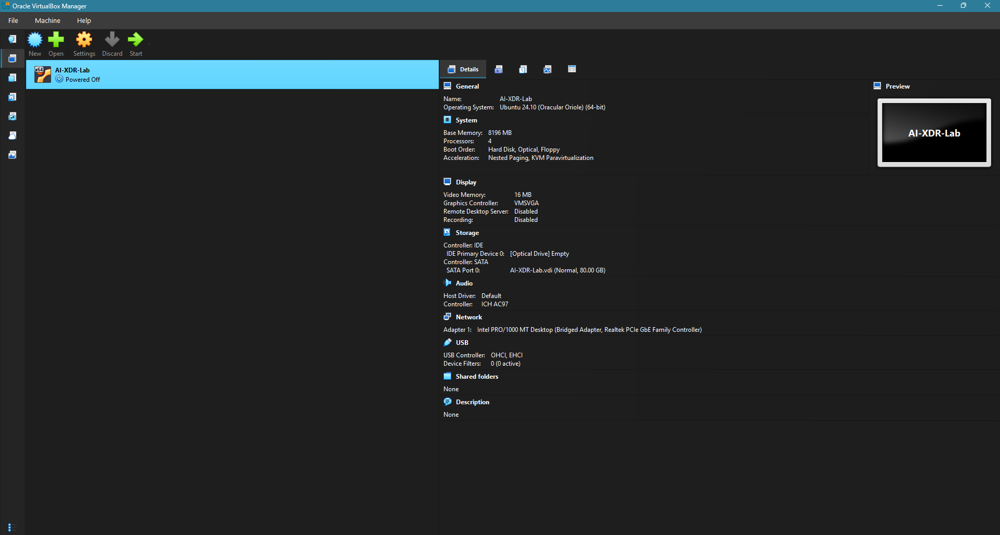 Oracle VirtualBox Manager
File Machine Help
New Open Settings Discard Start
x64
AI-XDR-Lab
Powered Off
Details
General
Name: AI-XDR-Lab
Operating System: Ubuntu 24.10 (Oracular Oriole) (64-bit)
System
Base Memory: 8196 MB
Processors: 4
Boot Order: Hard Disk, Optical, Floppy
Acceleration: Nested Paging, KVM Paravirtualization
Preview
AI-XDR-Lab
Display
Video Memory: 16 MB
Graphics Controller: VMSVGA
Remote Desktop Server: Disabled
Recording: Disabled
Storage
Controller: IDE
IDE Primary Device 0: [Optical Drive] Empty
Controller: SATA
SATA Port 0: AI-XDR-Lab.vdi (Normal, 80.00 GB)
Audio
Host Driver: Default
Controller: ICH AC97
Network
Adapter 1: Intel PRO/1000 MT Desktop (Bridged Adapter, Realtek PCIe GbE Family Controller)
USB
USB Controller: OHCI, EHCI
Device Filters: 0 (0 active)
Shared folders
None
Description
None